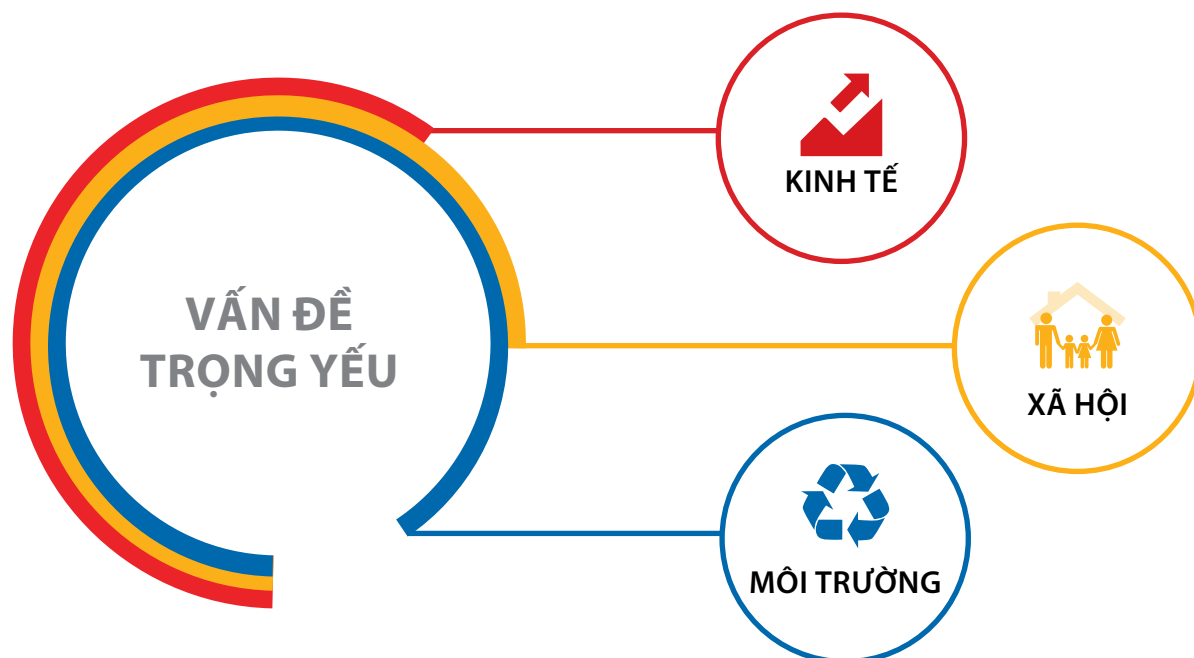 VẤN ĐỀ
TRỌNG YẾU
KINH TẾ
XÃ HỘI
MÔI TRƯỜNG